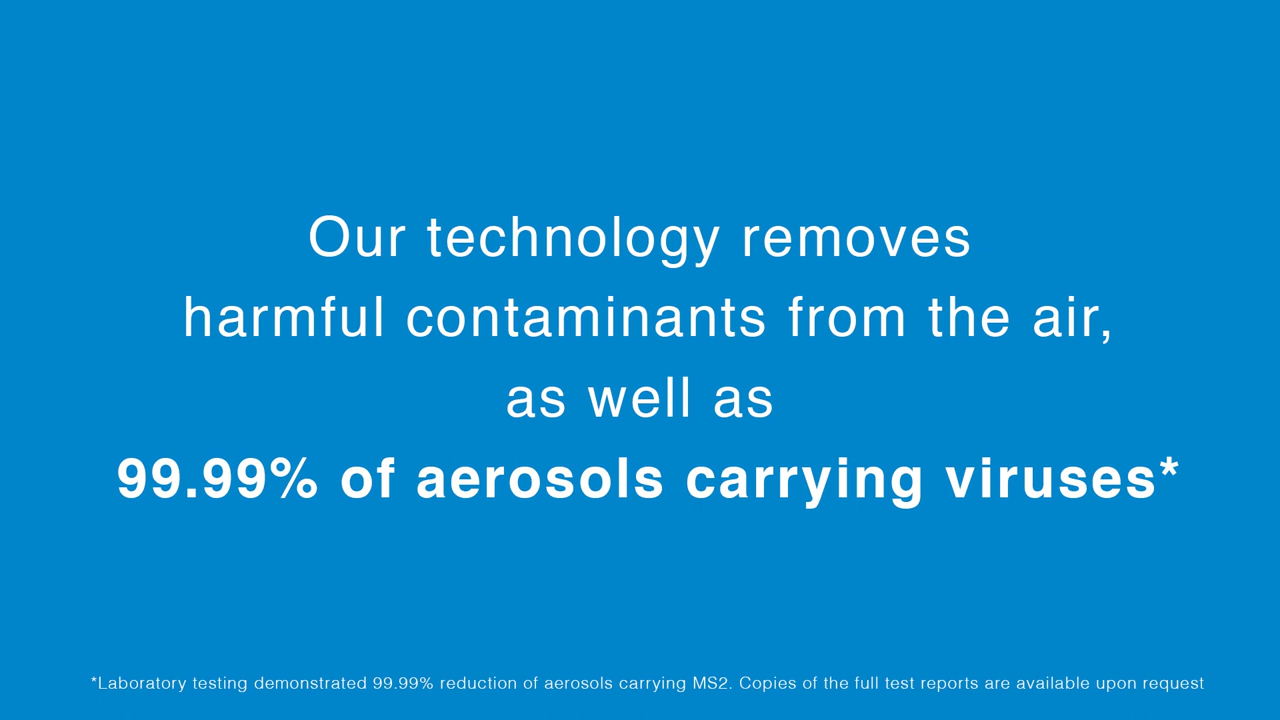 Our technology removes
harmful contaminants from the air,
as well as
99.99% of aerosols carrying viruses*
*Laboratory testing demonstrated 99.99% reduction of aerosols carrying MS2. Copies of the full test reports are available upon request